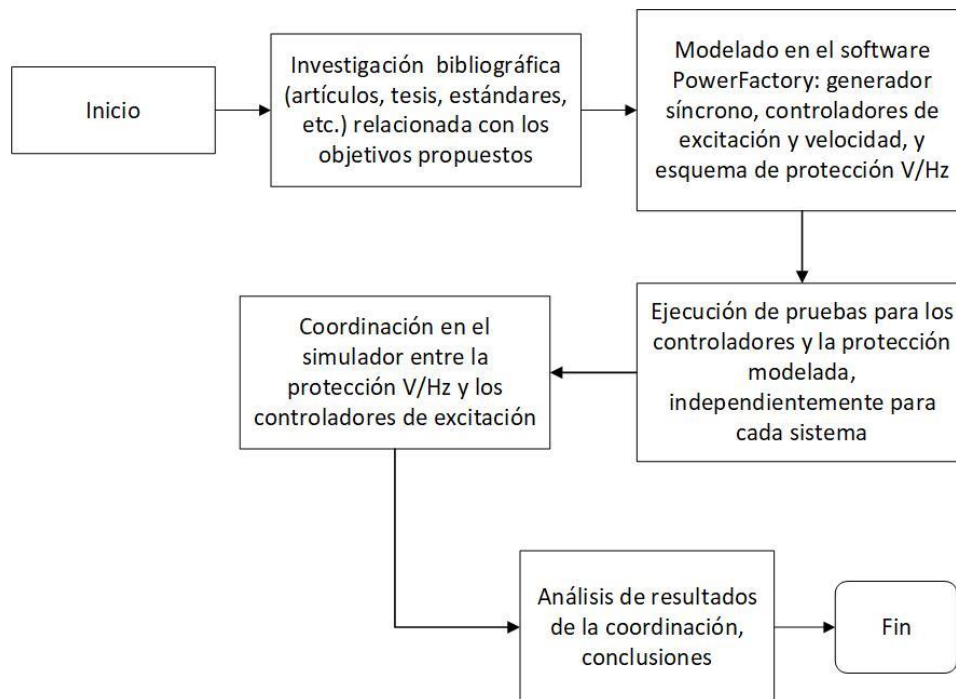 Inicio
Investigación bibliográfica
(artículos, tesis, estándares,
etc.) relacionada con los
objetivos propuestos
Modelado en el software
PowerFactory: generador
síncrono, controladores de
excitación y velocidad, y
esquema de protección V/Hz
Ejecución de pruebas para los
controladores y la protección
modelada,
independientemente para
cada sistema
Coordinación en el
simulador entre la
protección V/Hz y los
controladores de excitación
Análisis de resultados
de la coordinación,
conclusiones
Fin